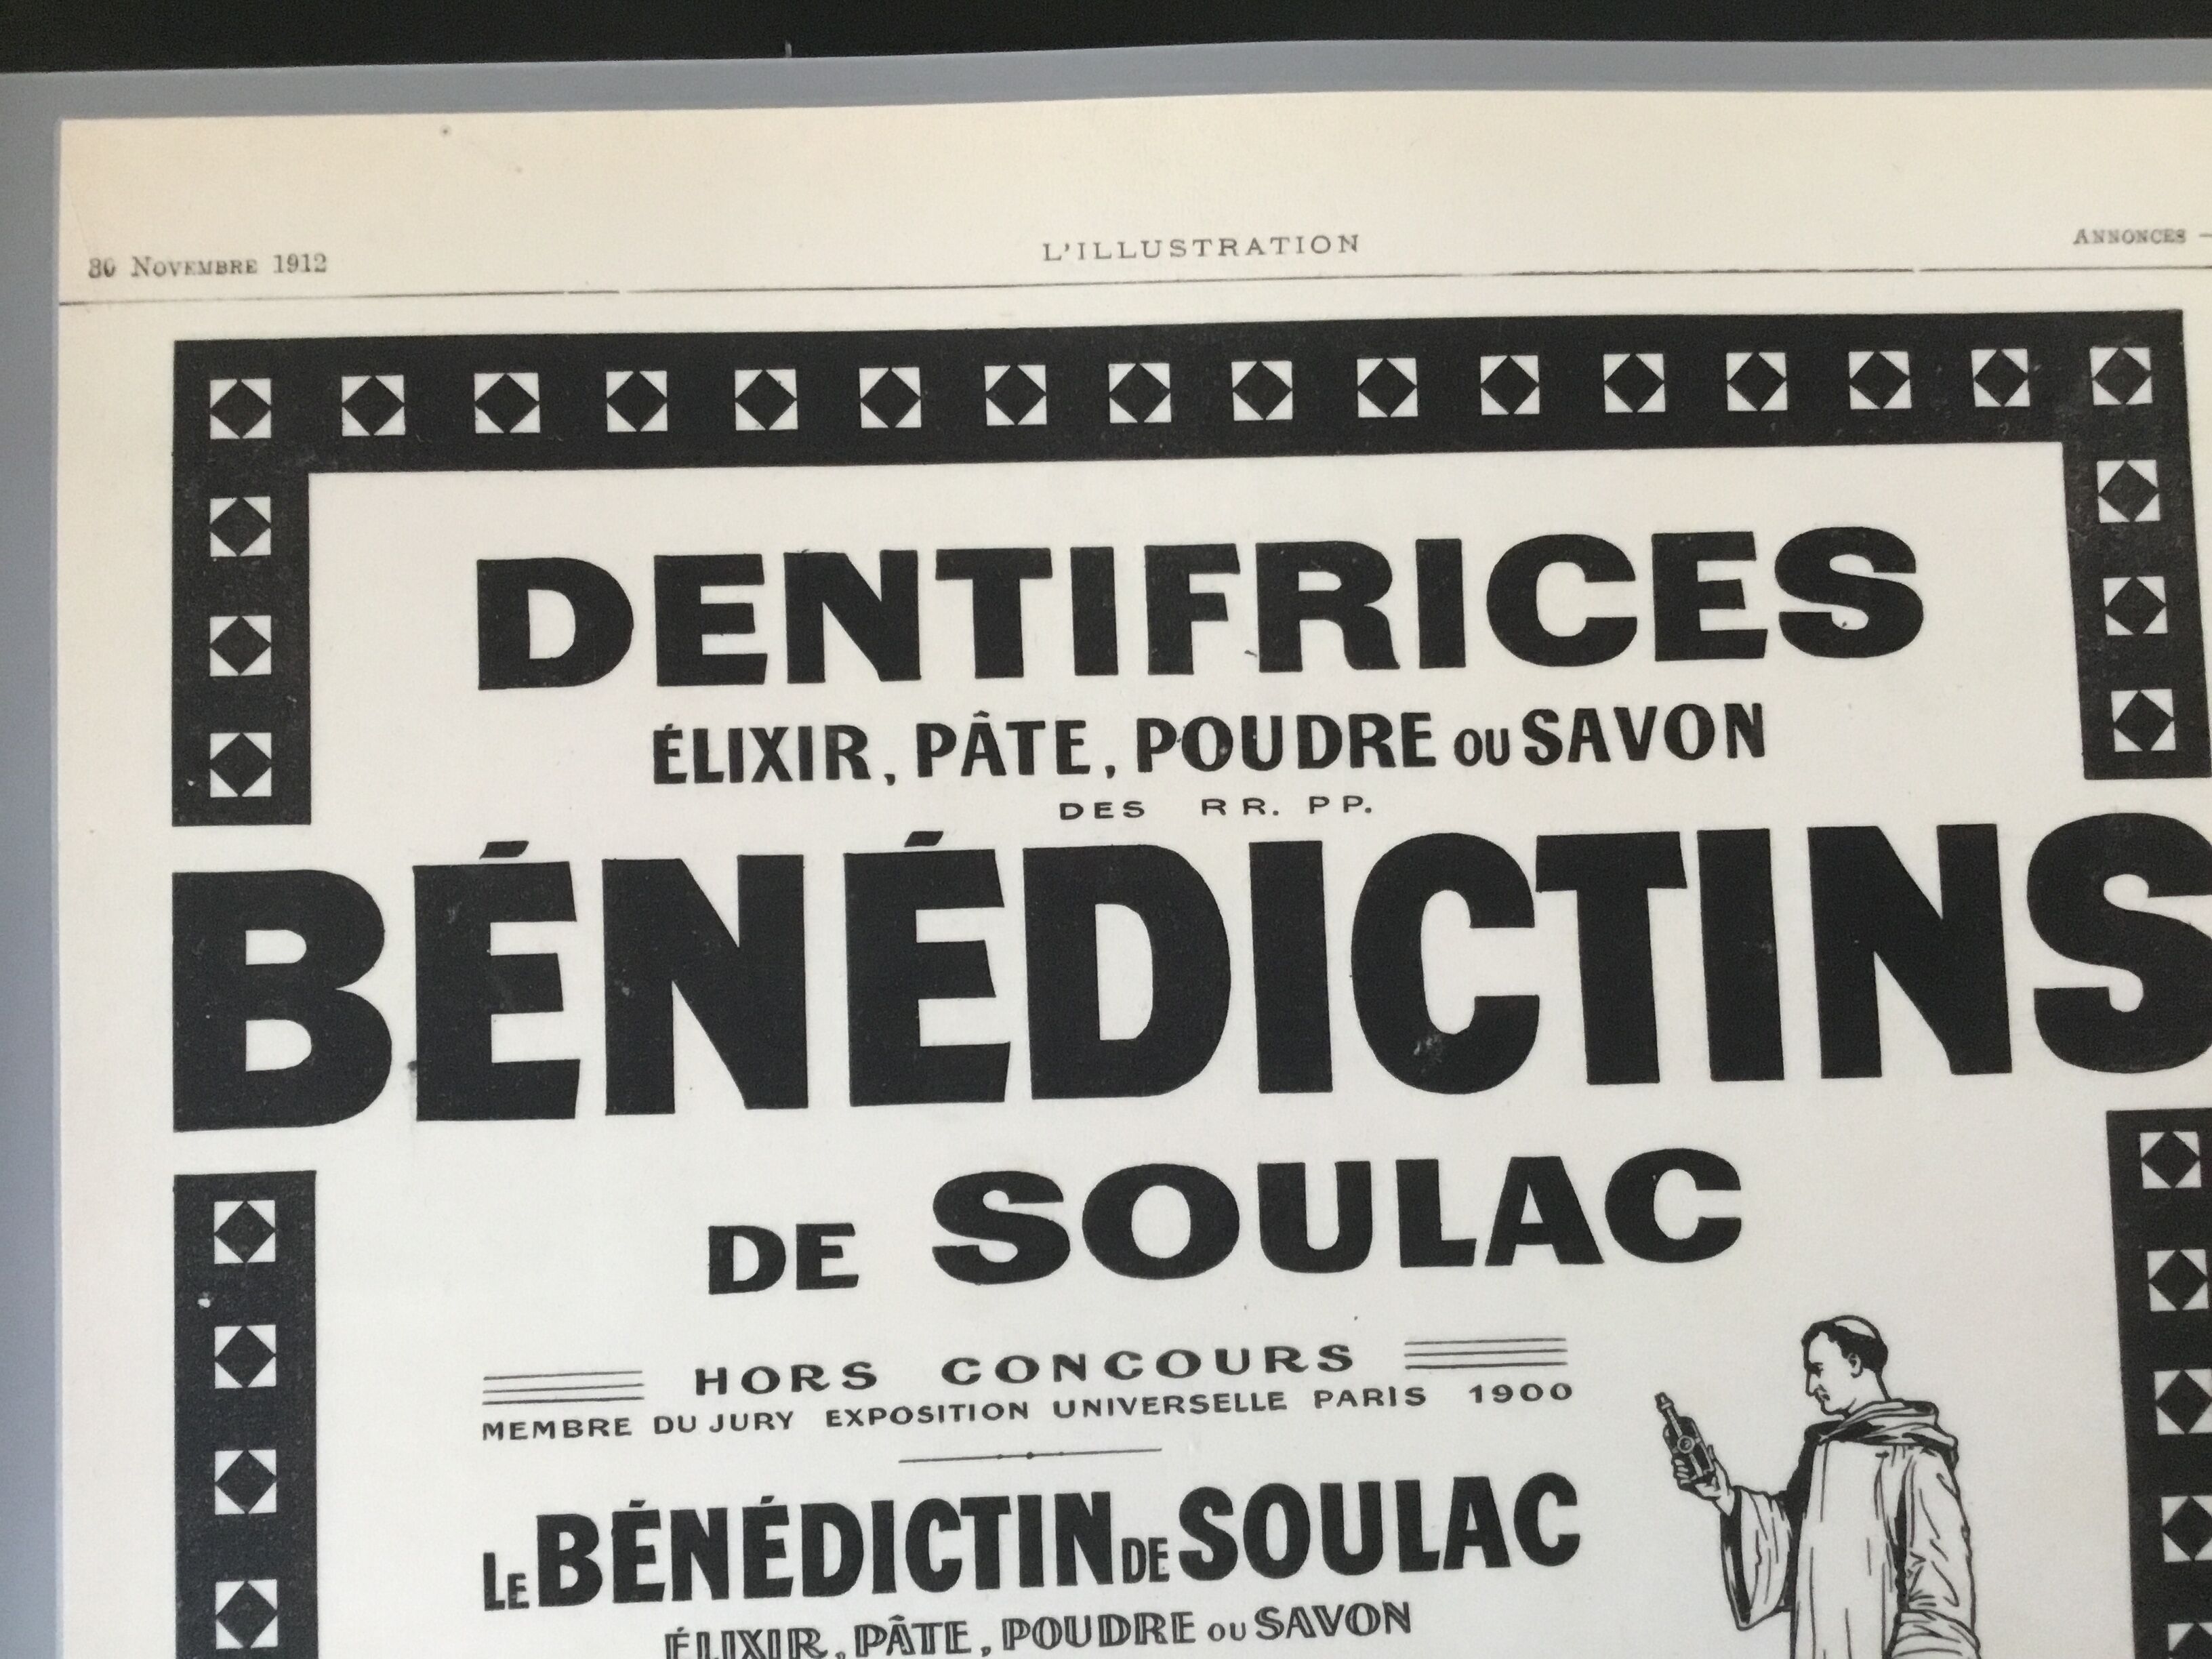 30 NOVEMBRE 1912
L'ILLUSTRATION
ANNONCES —
DENTIFRICES
ÉLIXIR, PÂTE, POUDRE OU SAVON
DES RR. PP.
BÉNÉDICTINS
DE SOULAC
HORS CONCOURS
MEMBRE DU JURY EXPOSITION UNIVERSELLE PARIS 1900
LE BÉNÉDICTIN DE SOULAC
ÉLIXIR, PÂTE, POUDRE OU SAVON